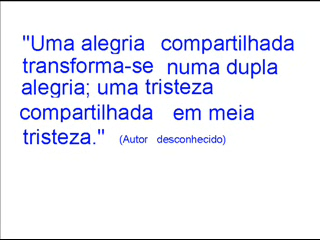 "Uma alegria compartilhada
transforma-se numa dupla
alegria; uma tristeza
compartilhada em meia
tristeza." (Autor desconhecido)